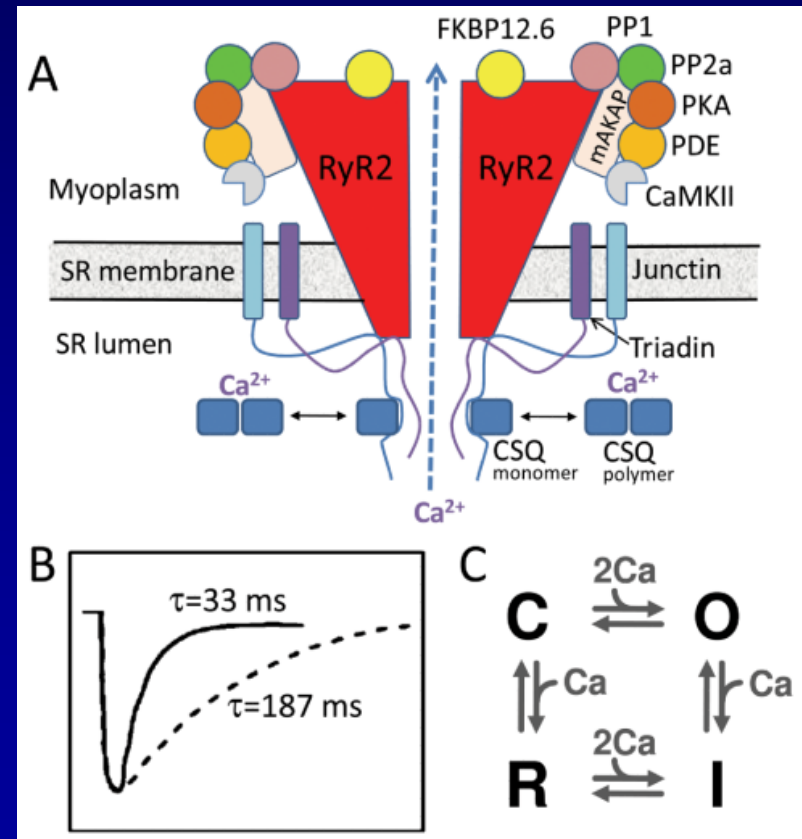 A
FKBP12.6
PP1
PP2a
PKA
PDE
mAKAP
CaMKII
RyR2
RyR2
Myoplasm
SR membrane
Junctin
SR lumen
Triadin
Ca²⁺
Ca²⁺
CSQ
monomer
CSQ
polymer
Ca²⁺
B
τ=33 ms
τ=187 ms
C
C
2Ca
O
Ca
Ca
R
2Ca
I